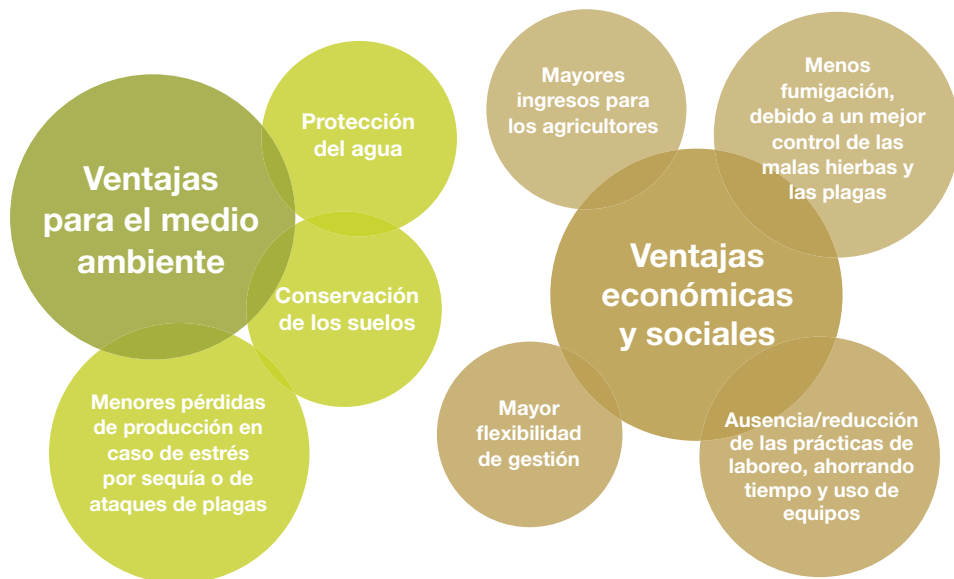 Ventajas
para el medio
ambiente
Protección
del agua
Conservación
de los suelos
Menores pérdidas
de producción en
caso de estrés
por sequía o de
ataques de plagas
Mayores
ingresos para
los agricultores
Menos
fumigación,
debido a un mejor
control de las
malas hierbas y
las plagas
Ventajas
económicas
y sociales
Mayor
flexibilidad
de gestión
Ausencia/reducción
de las prácticas de
laboreo, ahorrando
tiempo y uso de
equipos